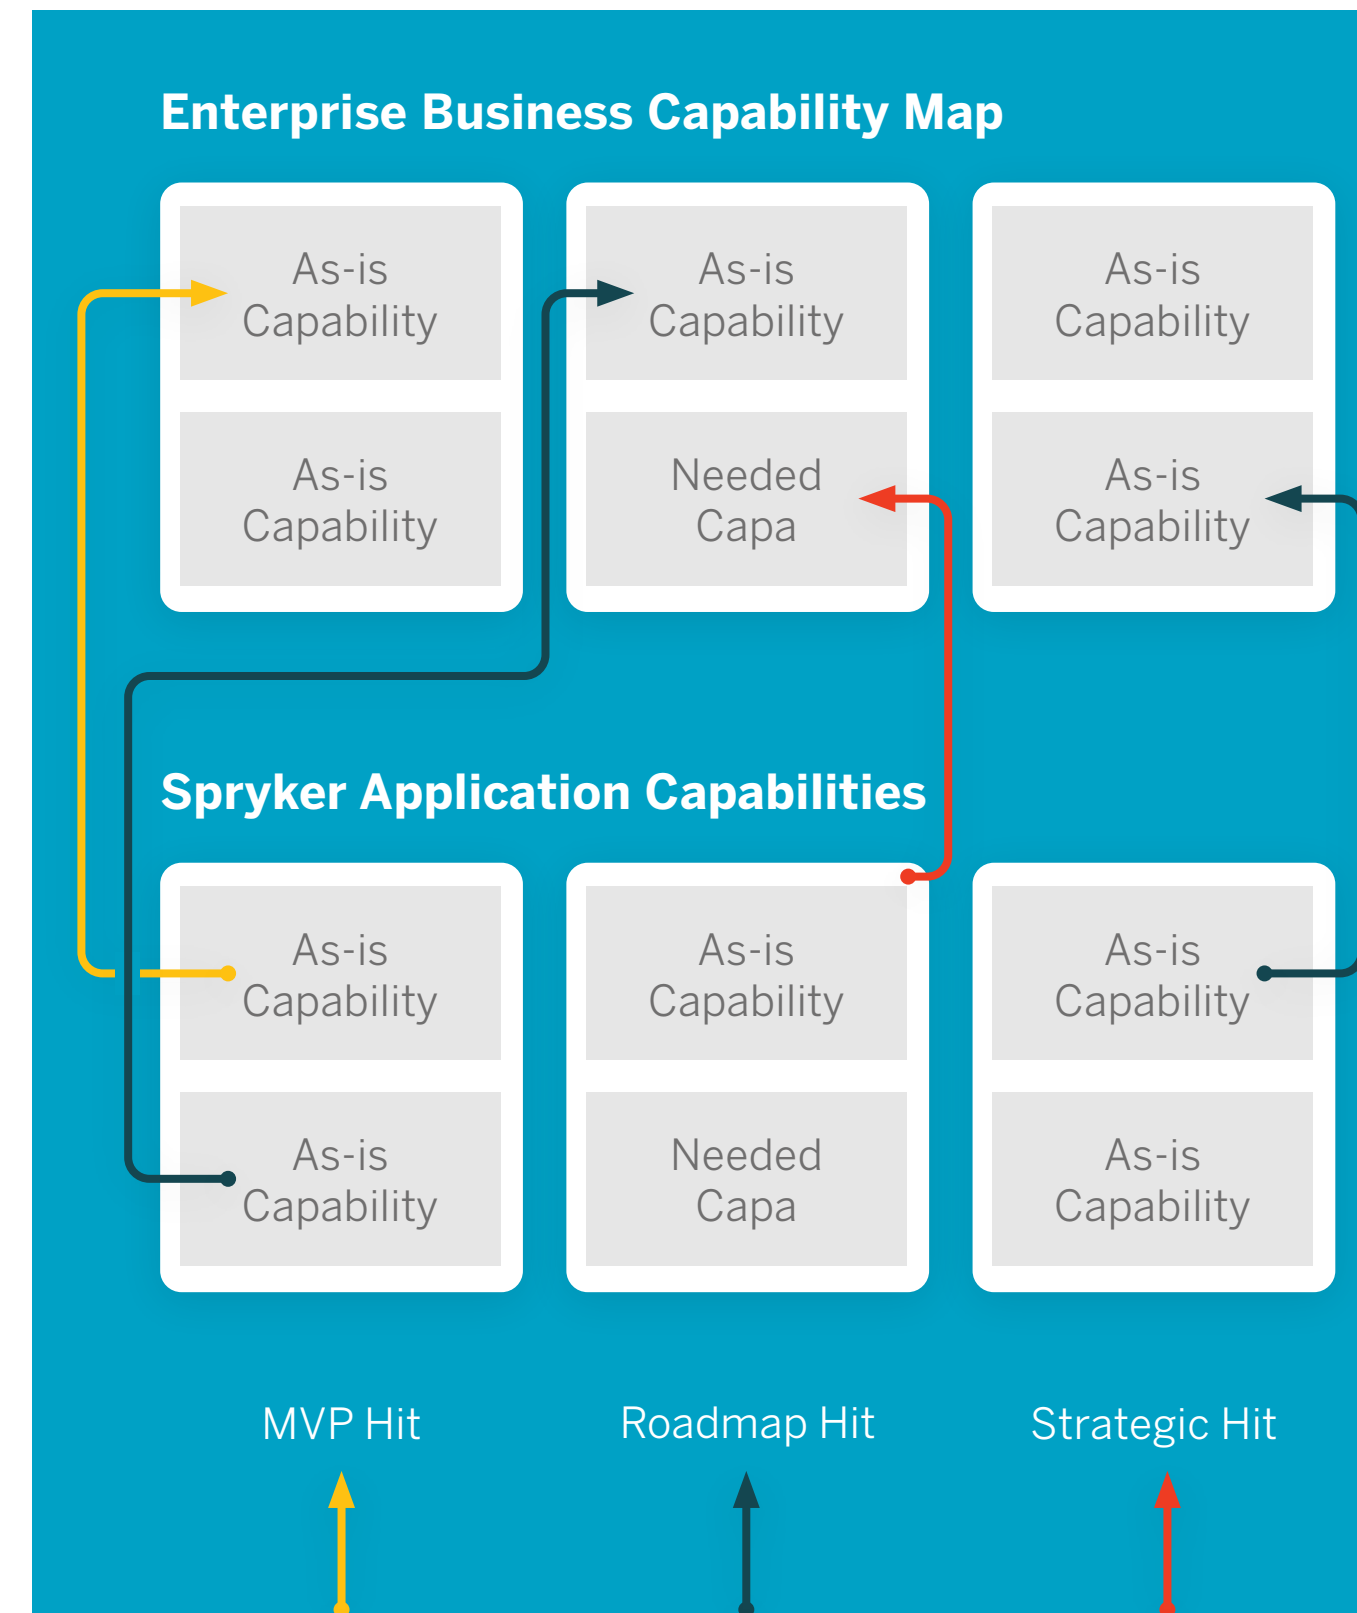 Enterprise Business Capability Map
As-is
Capability
As-is
Capability
As-is
Capability
As-is
Capability
Needed
Capa
As-is
Capability
Spryker Application Capabilities
As-is
Capability
As-is
Capability
As-is
Capability
As-is
Capability
Needed
Capa
As-is
Capability
MVP Hit
Roadmap Hit
Strategic Hit